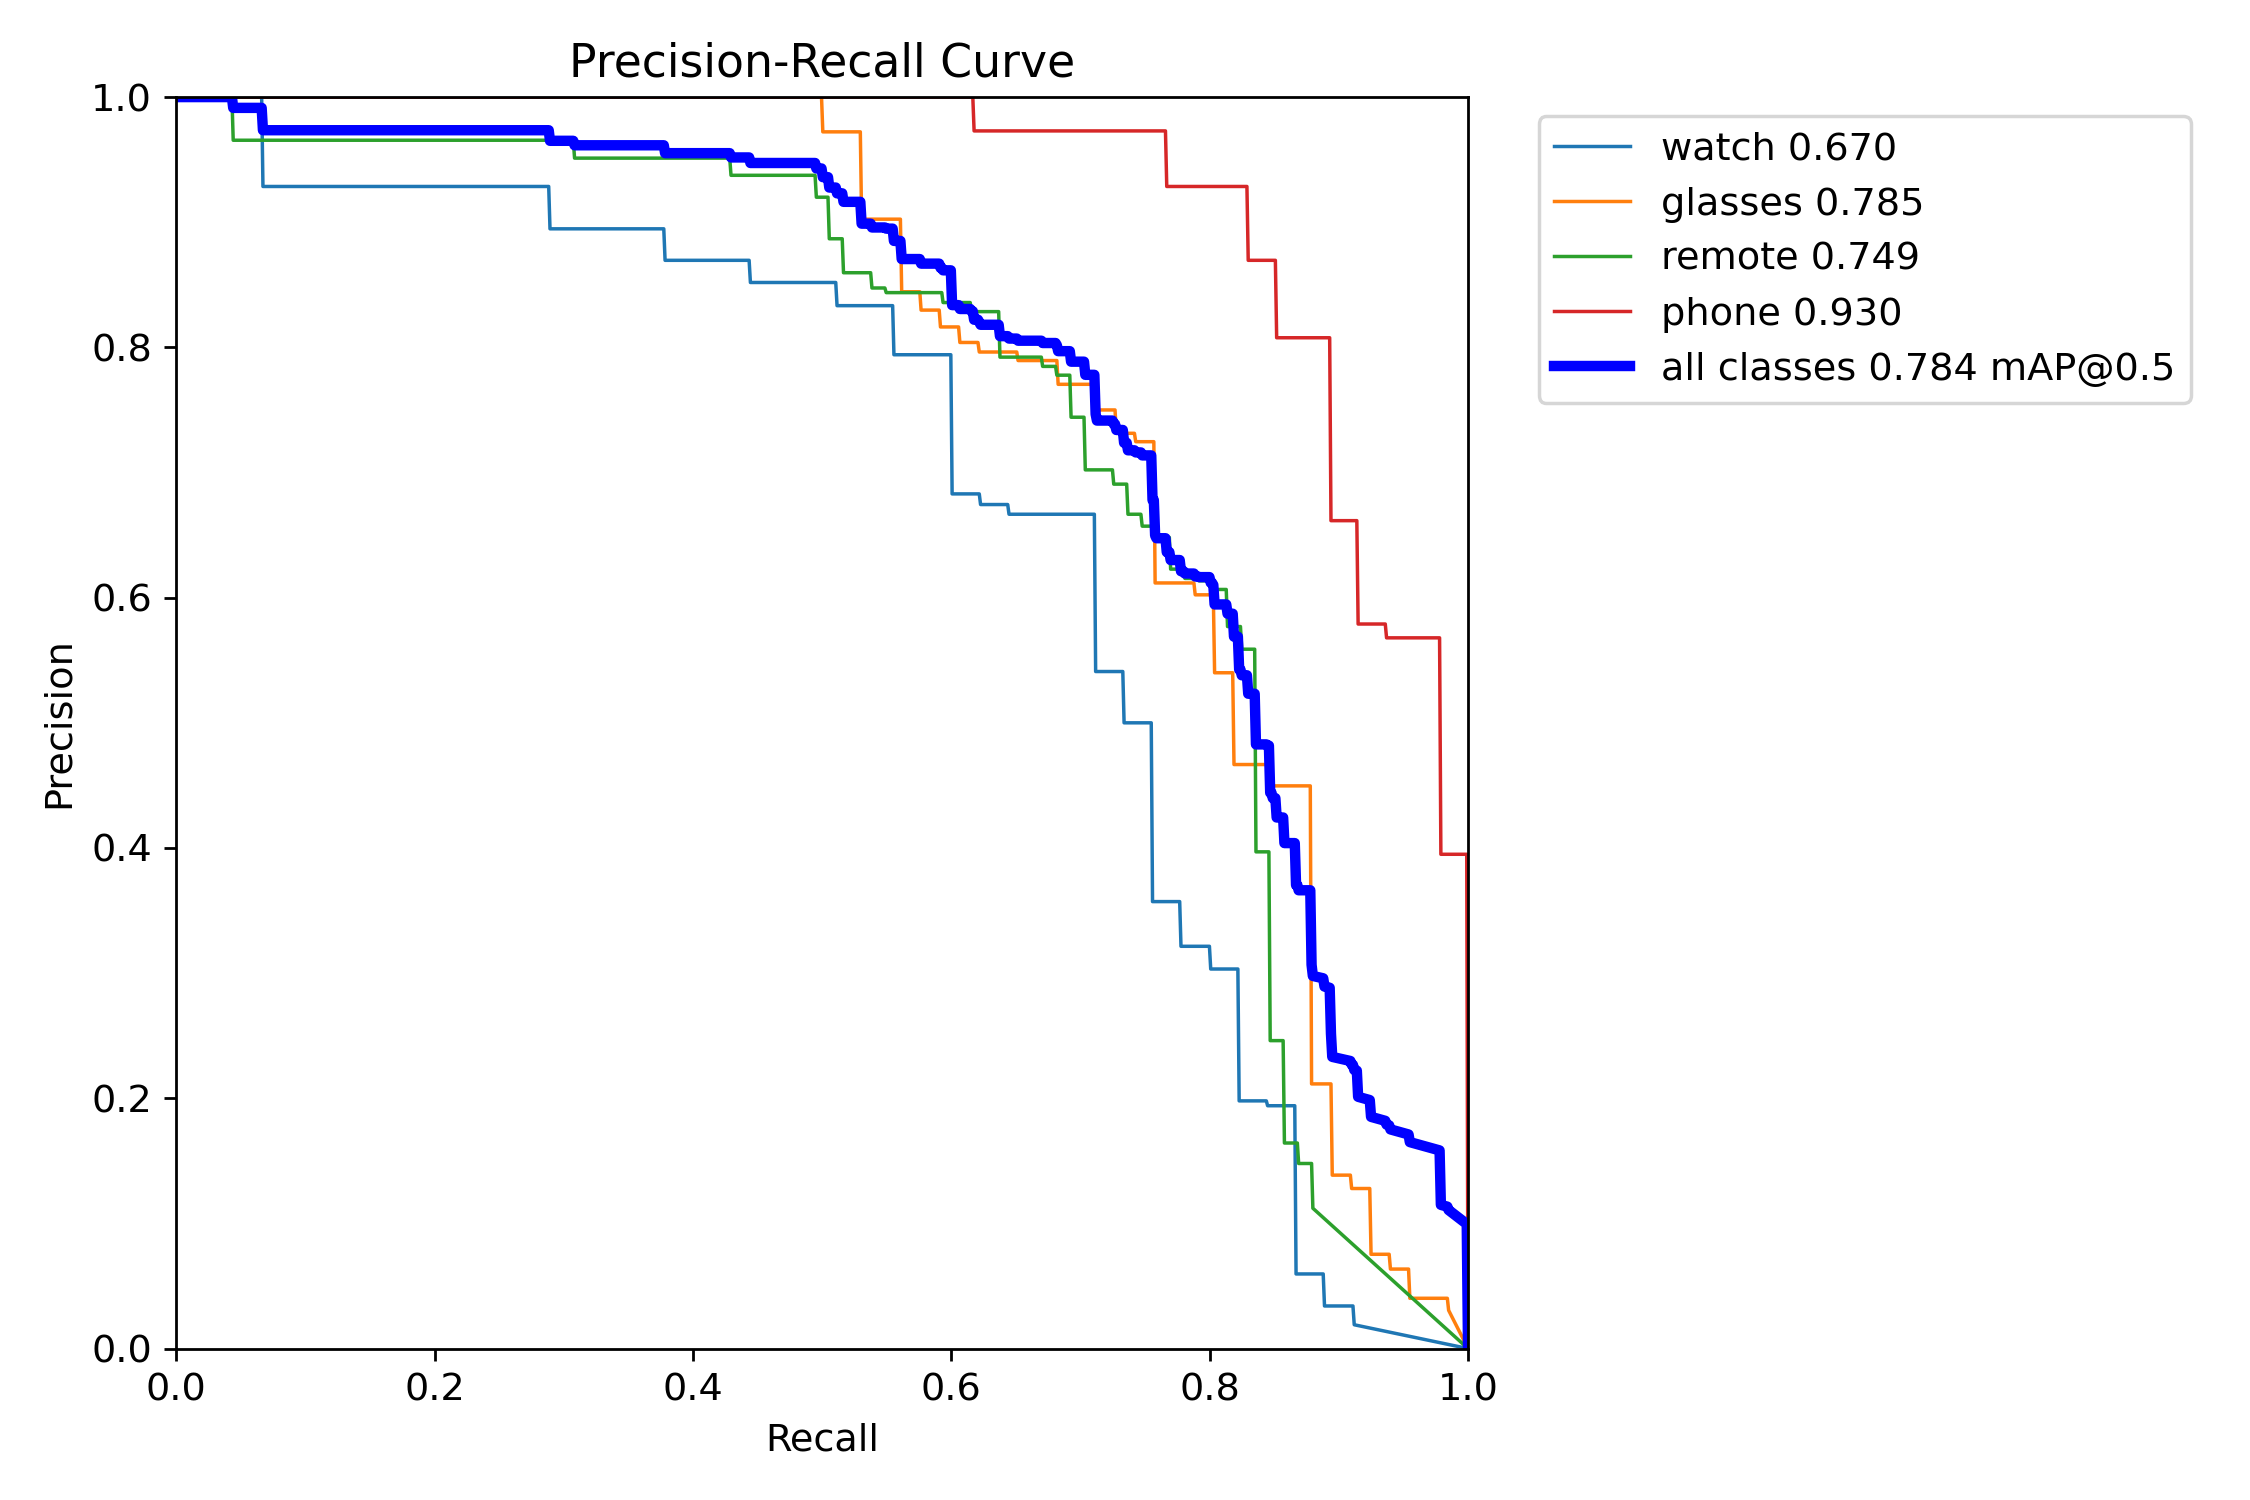 Precision-Recall Curve
1.0
0.8
0.6
0.4
0.2
0.0
Precision
0.0 0.2 0.4 0.6 0.8 1.0
Recall
watch 0.670
glasses 0.785
remote 0.749
phone 0.930
all classes 0.784 mAP@0.5